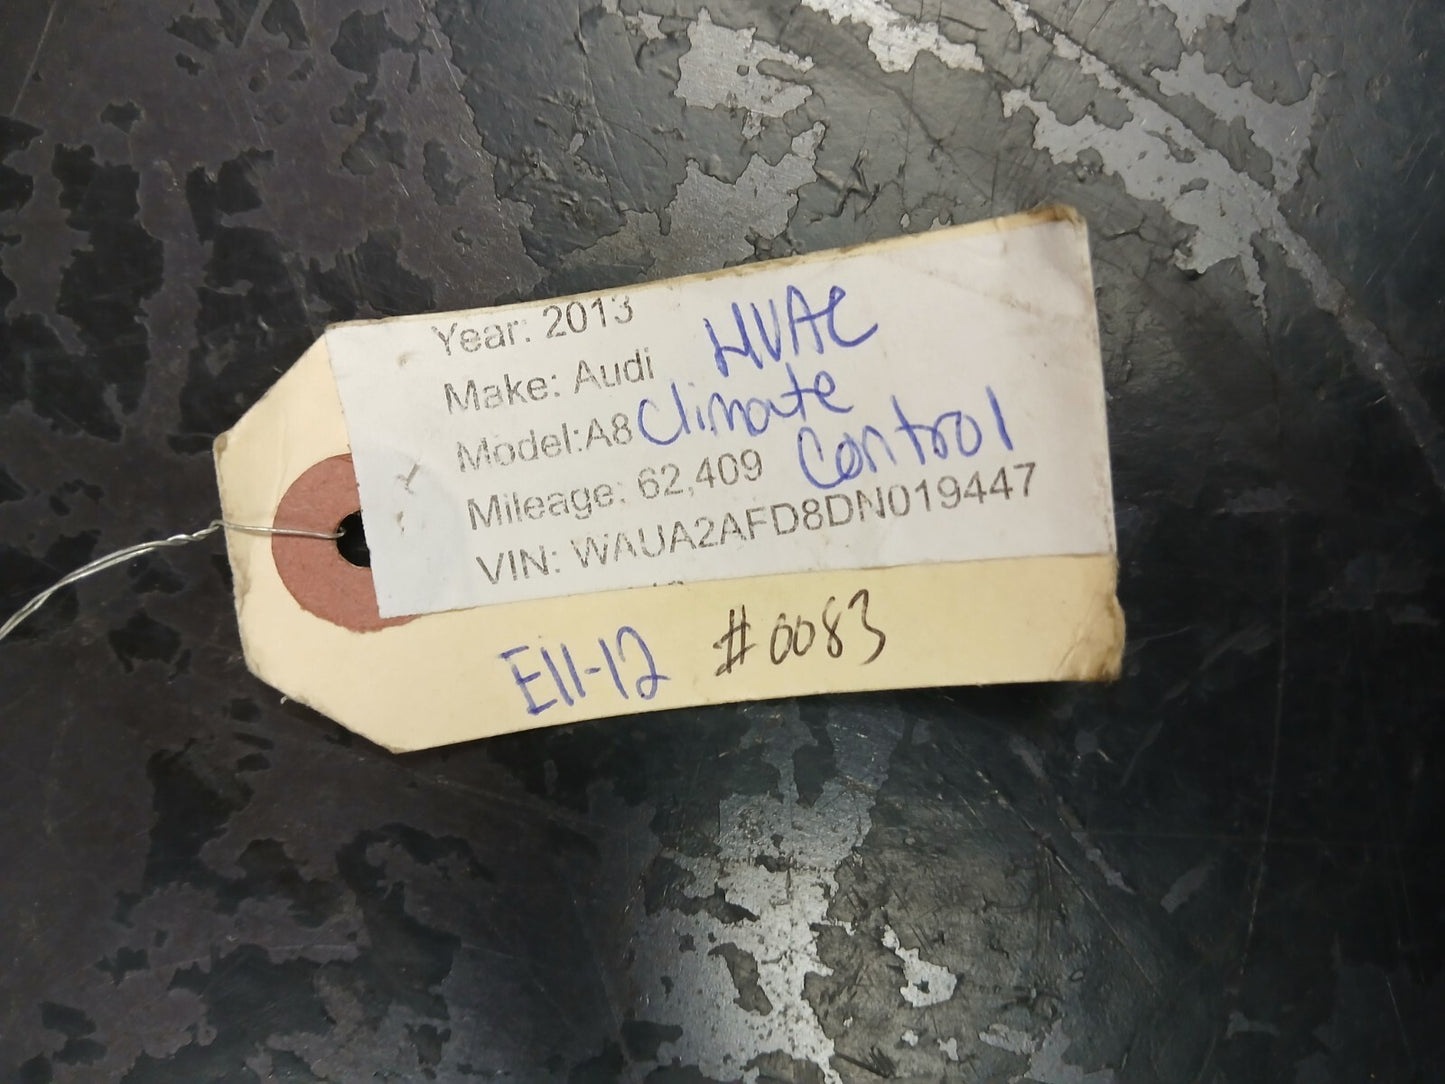 Year: 2013
HVAC
Make: Audi
Climate
Model:A8
Control
Mileage: 62,409
VIN: WAUA2AFD8DN019447
E11-12 #0083